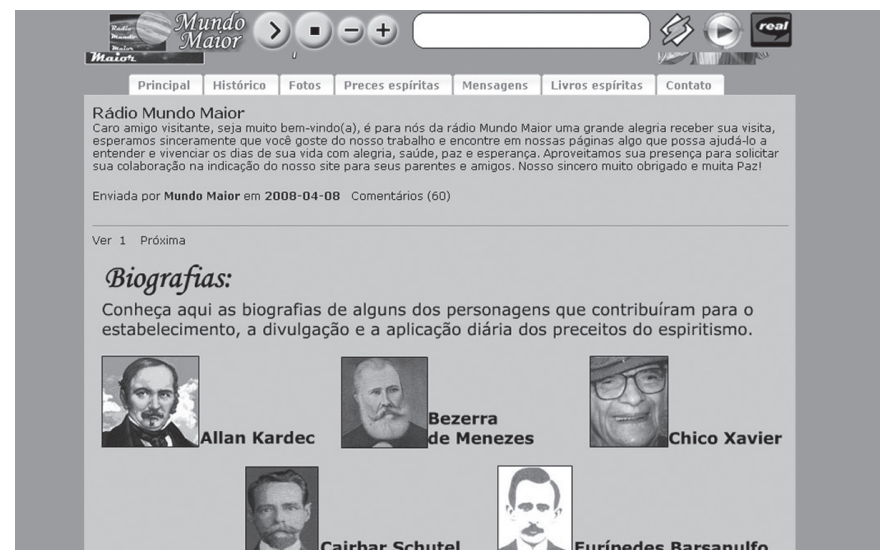 Mundo
Maior
Maior
real
Principal Histórico Fotos Preces espíritas Mensagens Livros espíritas Contato
Rádio Mundo Maior
Caro amigo visitante, seja muito bem-vindo(a), é para nós da rádio Mundo Maior uma grande alegria receber sua visita,
esperamos sinceramente que você goste do nosso trabalho e encontre em nossas páginas algo que possa ajudá-lo a
entender e vivenciar os dias de sua vida com alegria, saúde, paz e esperança. Aproveitamos sua presença para solicitar
sua colaboração na indicação do nosso site para seus parentes e amigos. Nosso sincero muito obrigado e muita Paz!
Enviada por Mundo Maior em 2008-04-08 Comentários (60)
Ver 1 Próxima
Biografias:
Conheça aqui as biografias de alguns dos personagens que contribuíram para o
estabelecimento, a divulgação e a aplicação diária dos preceitos do espiritismo.
Allan Kardec
Bezerra
de Menezes
Chico Xavier
Cairbar Schutel
Eurípedes Barsanulfo